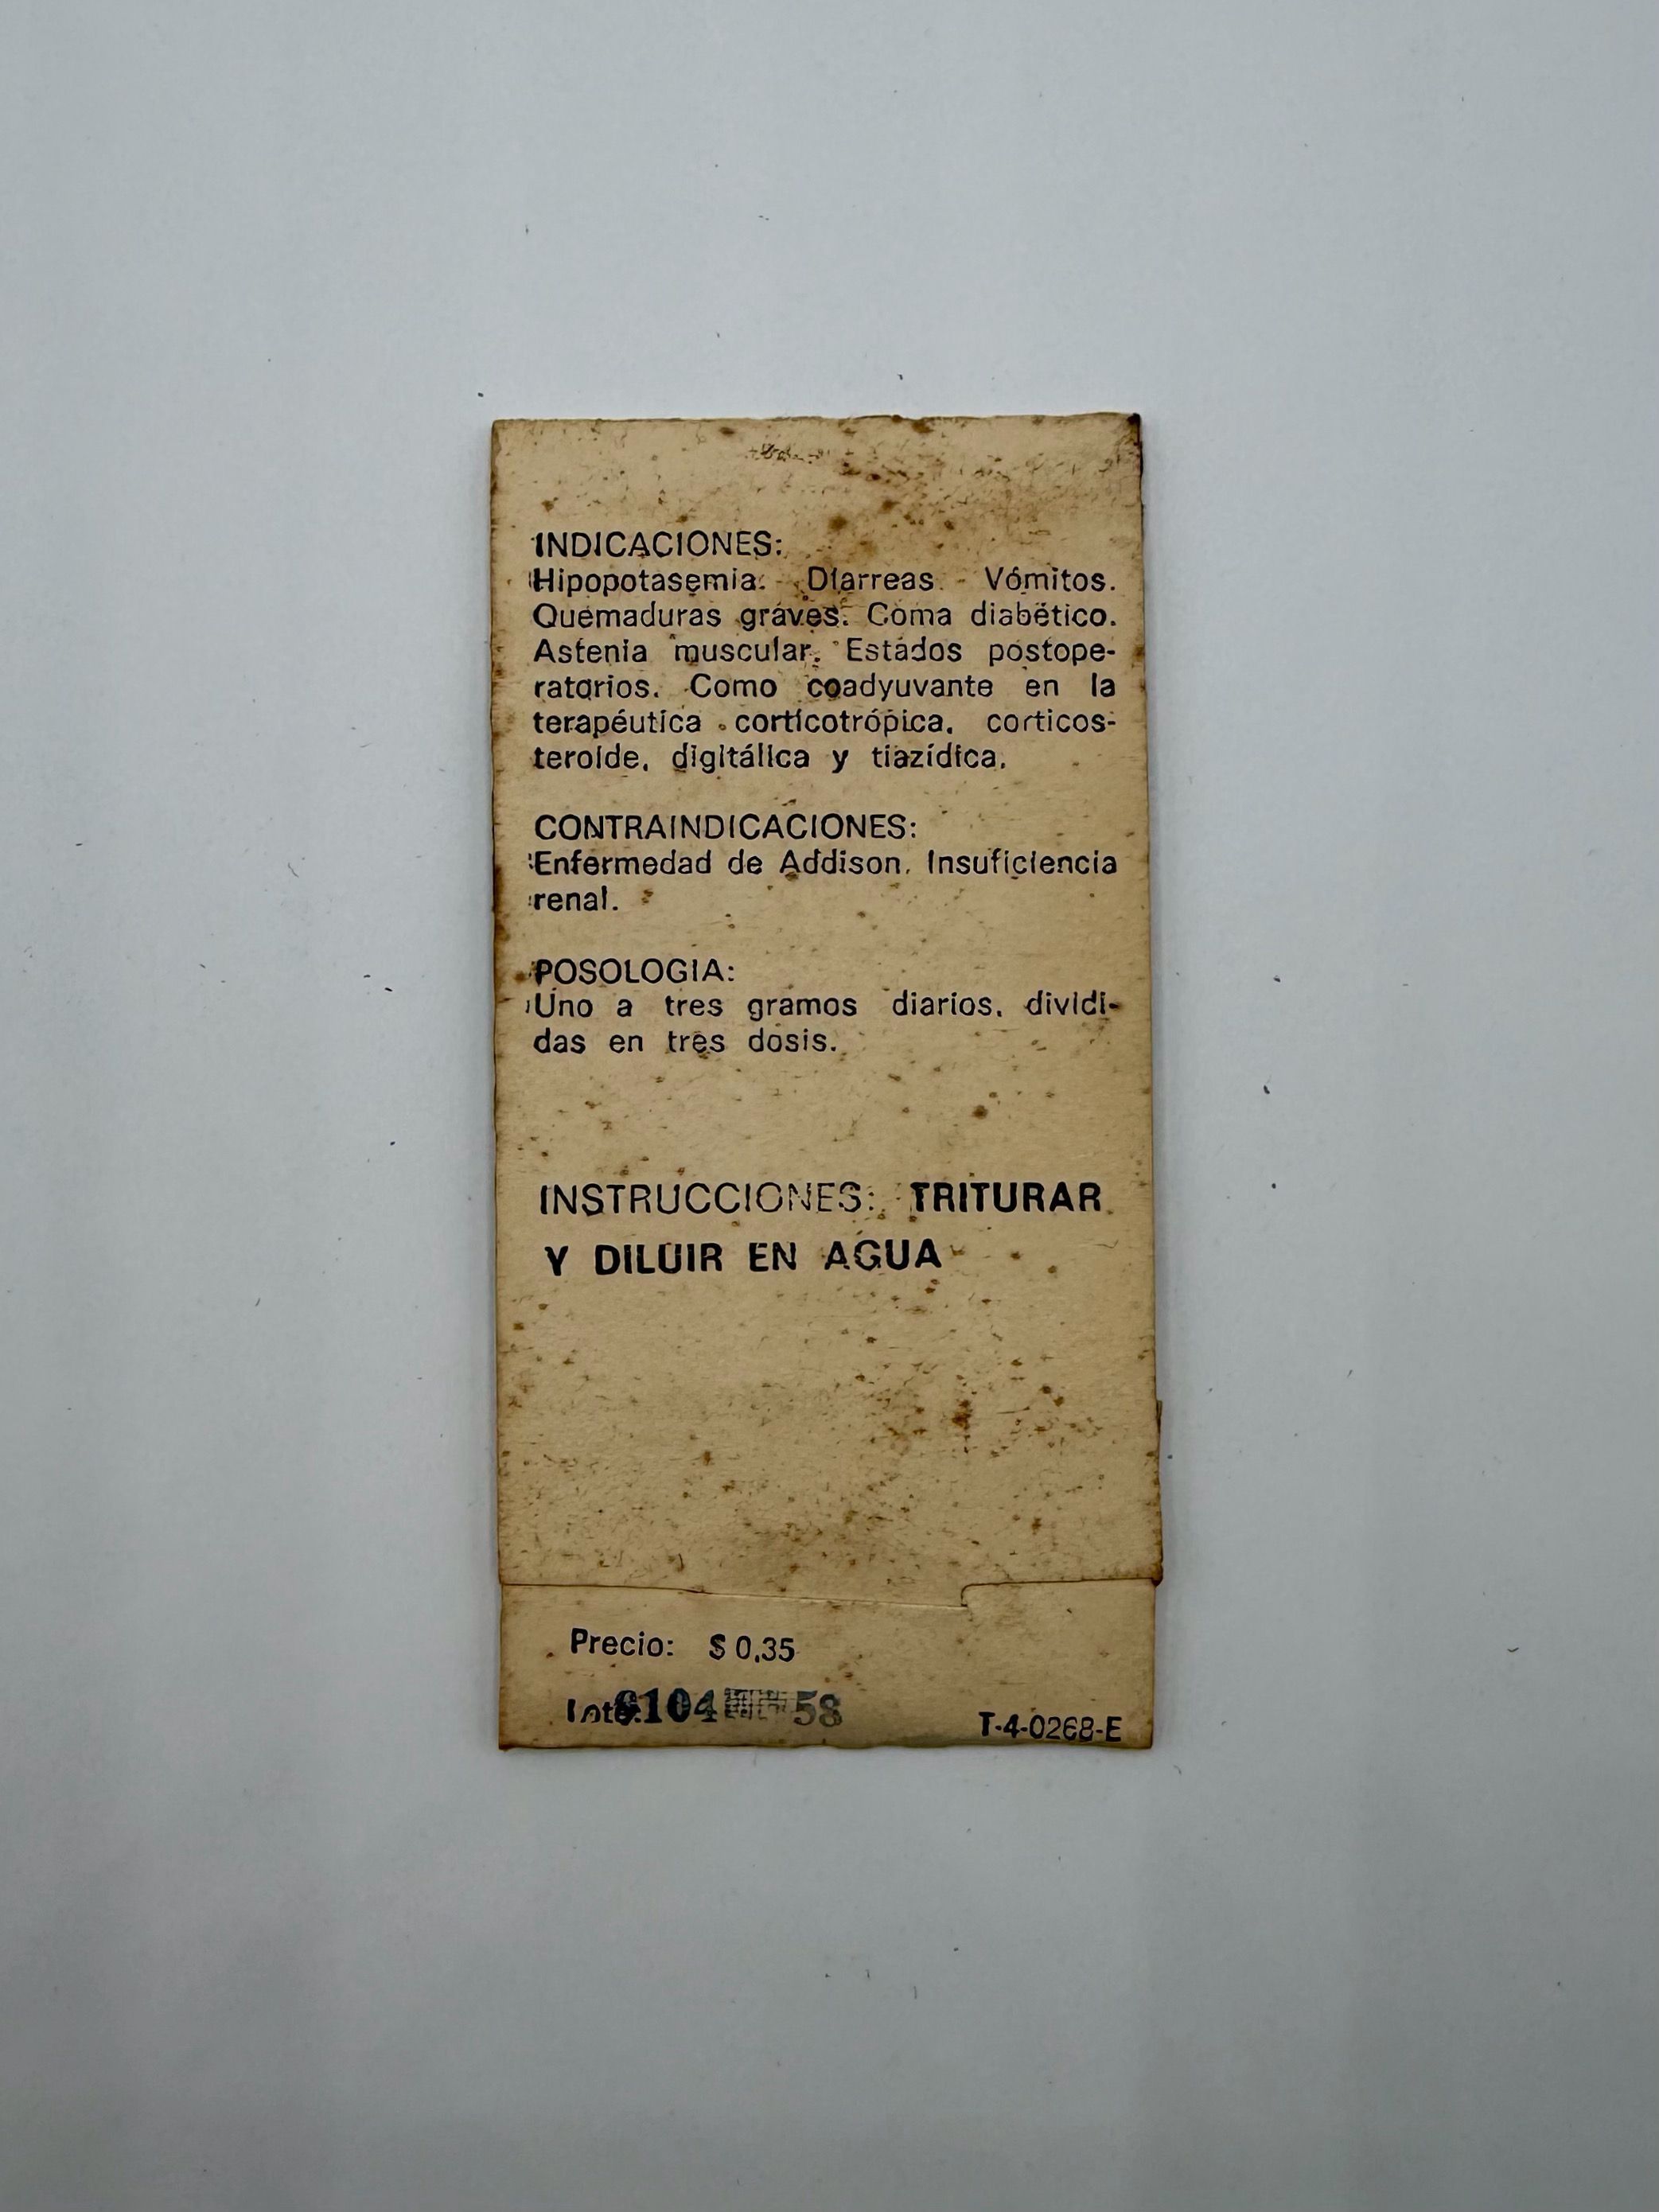 INDICACIONES:
Hipopotasemia. Diarreas. Vómitos.
Quemaduras graves. Coma diabético.
Astenia muscular. Estados postope-
ratorios. Como coadyuvante en la
terapéutica corticotrópica, corticos-
teroide, digitálica y tiazídica.
CONTRAINDICACIONES:
Enfermedad de Addison. Insuficiencia
renal.
POSOLOGIA:
Uno a tres gramos diarios, dividi-
das en tres dosis.
INSTRUCCIONES: TRITURAR
Y DILUIR EN AGUA
Precio: $ 0,35
Lote: 58
T-4-0268-E